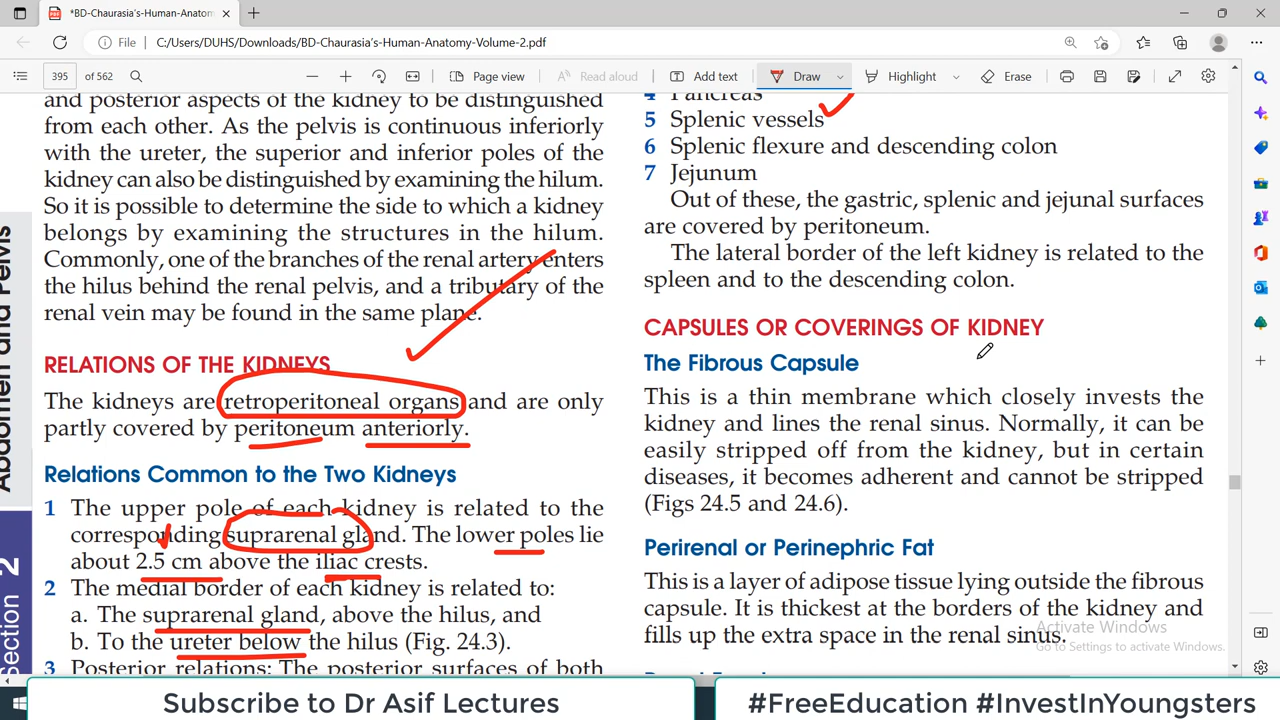 *BD-Chaurasia's-Human-Anatom
File
C:/Users/DUHS/Downloads/BD-Chaurasia's-Human-Anatomy-Volume-2.pdf
395 of 562
Page view
Read aloud
Add text
Draw
Highlight
Erase
and posterior aspects of the kidney to be distinguished
from each other. As the pelvis is continuous inferiorly
with the ureter, the superior and inferior poles of the
kidney can also be distinguished by examining the hilum.
So it is possible to determine the side to which a kidney
belongs by examining the structures in the hilum.
Commonly, one of the branches of the renal artery enters
the hilus behind the renal pelvis, and a tributary of the
renal vein may be found in the same plane.
RELATIONS OF THE KIDNEYS
The kidneys are retroperitoneal organs and are only
partly covered by peritoneum anteriorly.
Relations Common to the Two Kidneys
1 The upper pole of each kidney is related to the
corresponding suprarenal gland. The lower poles lie
about 2.5 cm above the iliac crests.
2 The medial border of each kidney is related to:
a. The suprarenal gland, above the hilus, and
b. To the ureter below the hilus (Fig. 24.3).
3 Posterior relations: The posterior surfaces of both
4 Pancreas
5 Splenic vessels
6 Splenic flexure and descending colon
7 Jejunum
Out of these, the gastric, splenic and jejunal surfaces
are covered by peritoneum.
The lateral border of the left kidney is related to the
spleen and to the descending colon.
CAPSULES OR COVERINGS OF KIDNEY
The Fibrous Capsule
This is a thin membrane which closely invests the
kidney and lines the renal sinus. Normally, it can be
easily stripped off from the kidney, but in certain
diseases, it becomes adherent and cannot be stripped
(Figs 24.5 and 24.6).
Perirenal or Perinephric Fat
This is a layer of adipose tissue lying outside the fibrous
capsule. It is thickest at the borders of the kidney and
fills up the extra space in the renal sinus.
Activate Windows
Go to Settings to activate Windows.
Abdomen and Pelvis
Section 2
Subscribe to Dr Asif Lectures
#FreeEducation #InvestInYoungsters